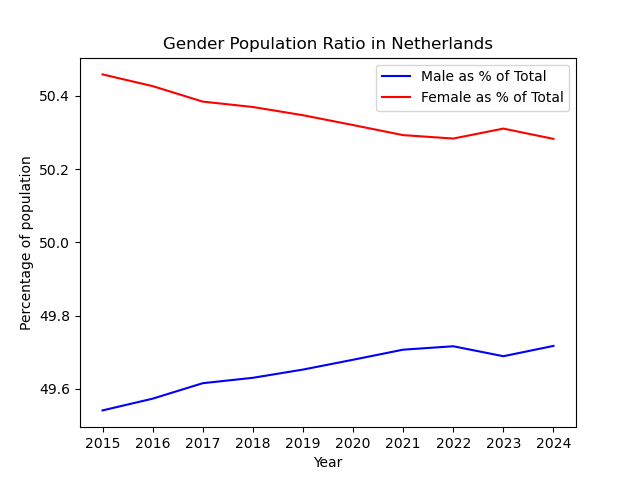 Gender Population Ratio in Netherlands
Male as % of Total
Female as % of Total
Percentage of population
50.4
50.2
50.0
49.8
49.6
2015 2016 2017 2018 2019 2020 2021 2022 2023 2024
Year